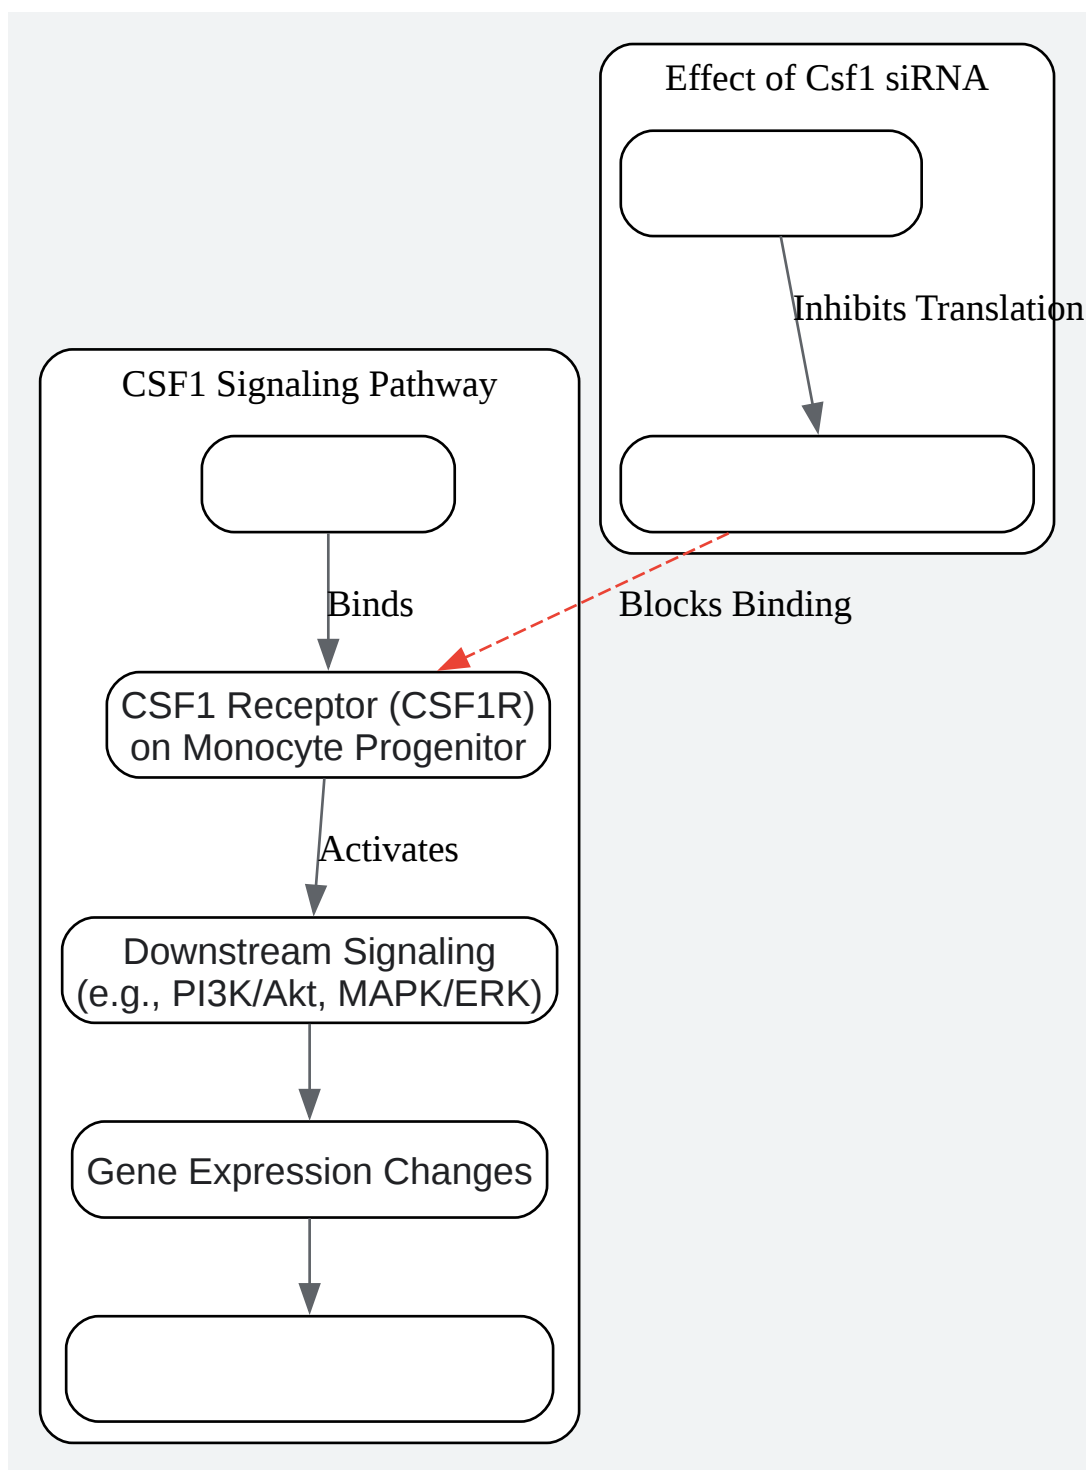 Effect of Csf1 siRNA
Inhibits Translation
CSF1 Signaling Pathway
Binds
Blocks Binding
CSF1 Receptor (CSF1R)
on Monocyte Progenitor
Activates
Downstream Signaling
(e.g., PI3K/Akt, MAPK/ERK)
Gene Expression Changes